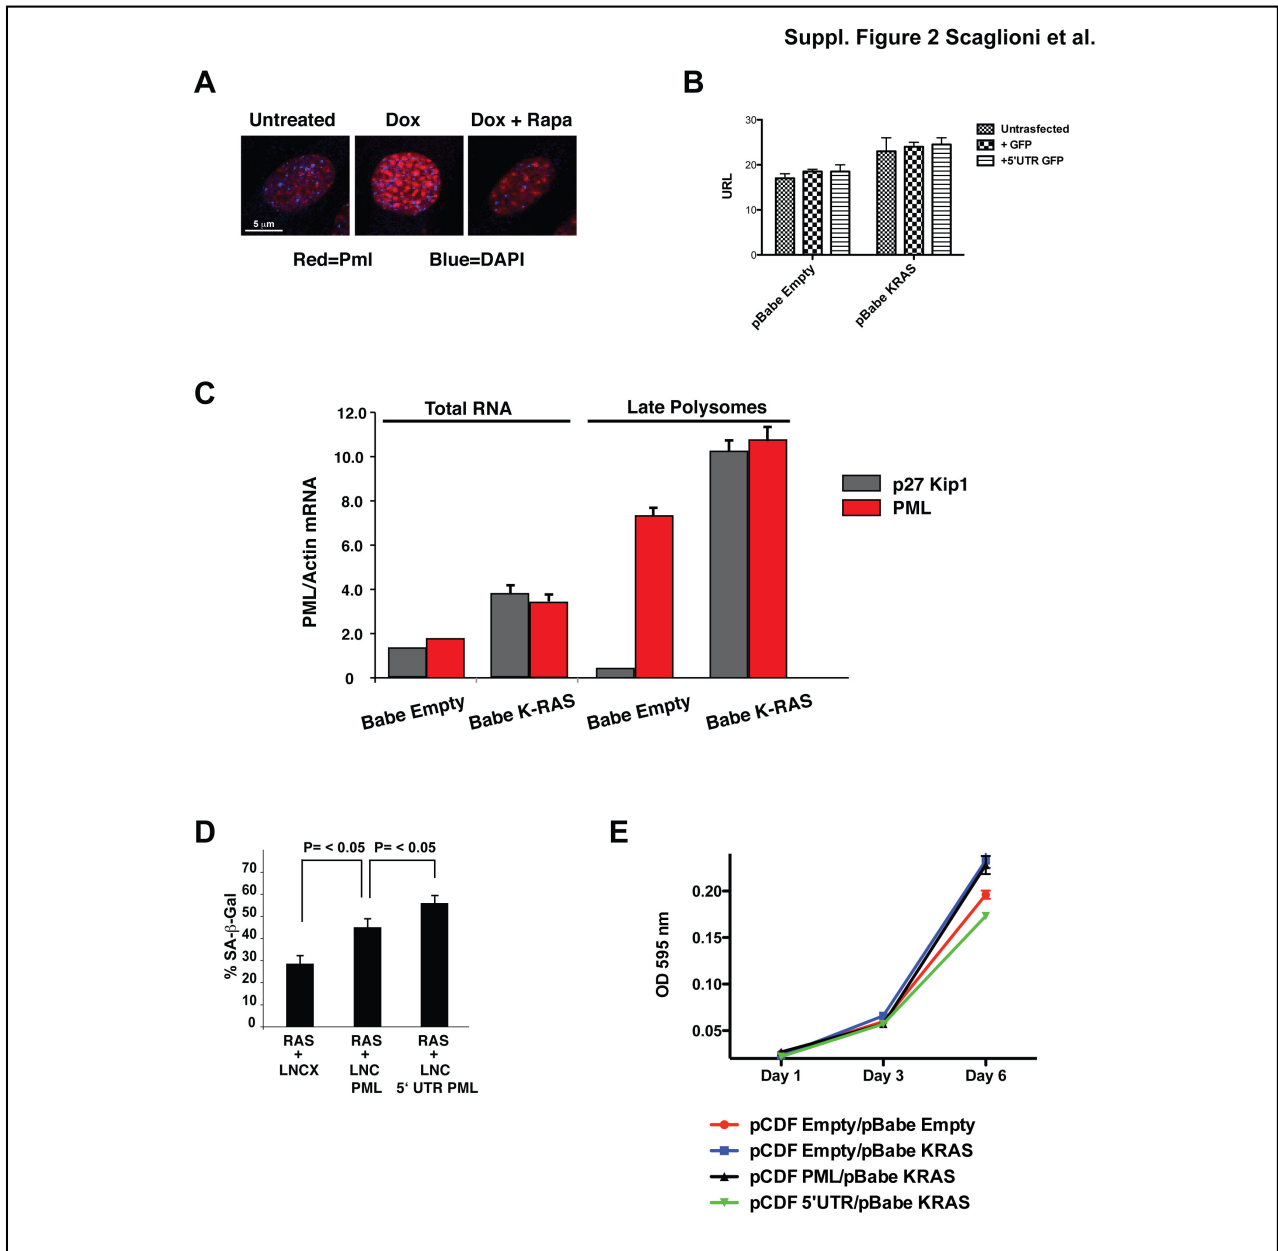 Suppl. Figure 2 Scaglioni et al.
A
Untreated Dox Dox + Rapa
5 µm
Red=Pml Blue=DAPI
B
30
20
10
0
URL
pBabe Empty
pBabe KRAS
Untrasfected
+ GFP
+5'UTR GFP
C
Total RNA Late Polysomes
12.0
10.0
8.0
6.0
4.0
2.0
0
PML/Actin mRNA
Babe Empty
Babe K-RAS
Babe Empty
Babe K-RAS
p27 Kip1
PML
D
P= < 0.05 P= < 0.05
70
60
50
40
30
20
10
0
% SA-β-Gal
RAS
+
LNCX
RAS
+
LNC
PML
RAS
+
LNC
5' UTR PML
E
0.20
0.15
0.10
0.05
OD 595 nm
Day 1 Day 3 Day 6
pCDF Empty/pBabe Empty
pCDF Empty/pBabe KRAS
pCDF PML/pBabe KRAS
pCDF 5'UTR/pBabe KRAS